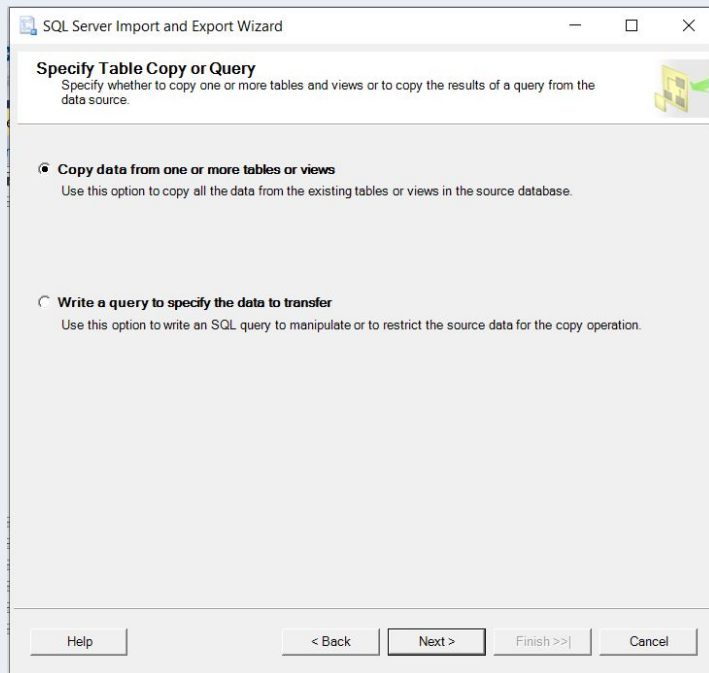 SQL Server Import and Export Wizard
Specify Table Copy or Query
Specify whether to copy one or more tables and views or to copy the results of a query from the
data source.
Copy data from one or more tables or views
Use this option to copy all the data from the existing tables or views in the source database.
Write a query to specify the data to transfer
Use this option to write an SQL query to manipulate or to restrict the source data for the copy operation.
Help
< Back
Next >
Finish >>|
Cancel